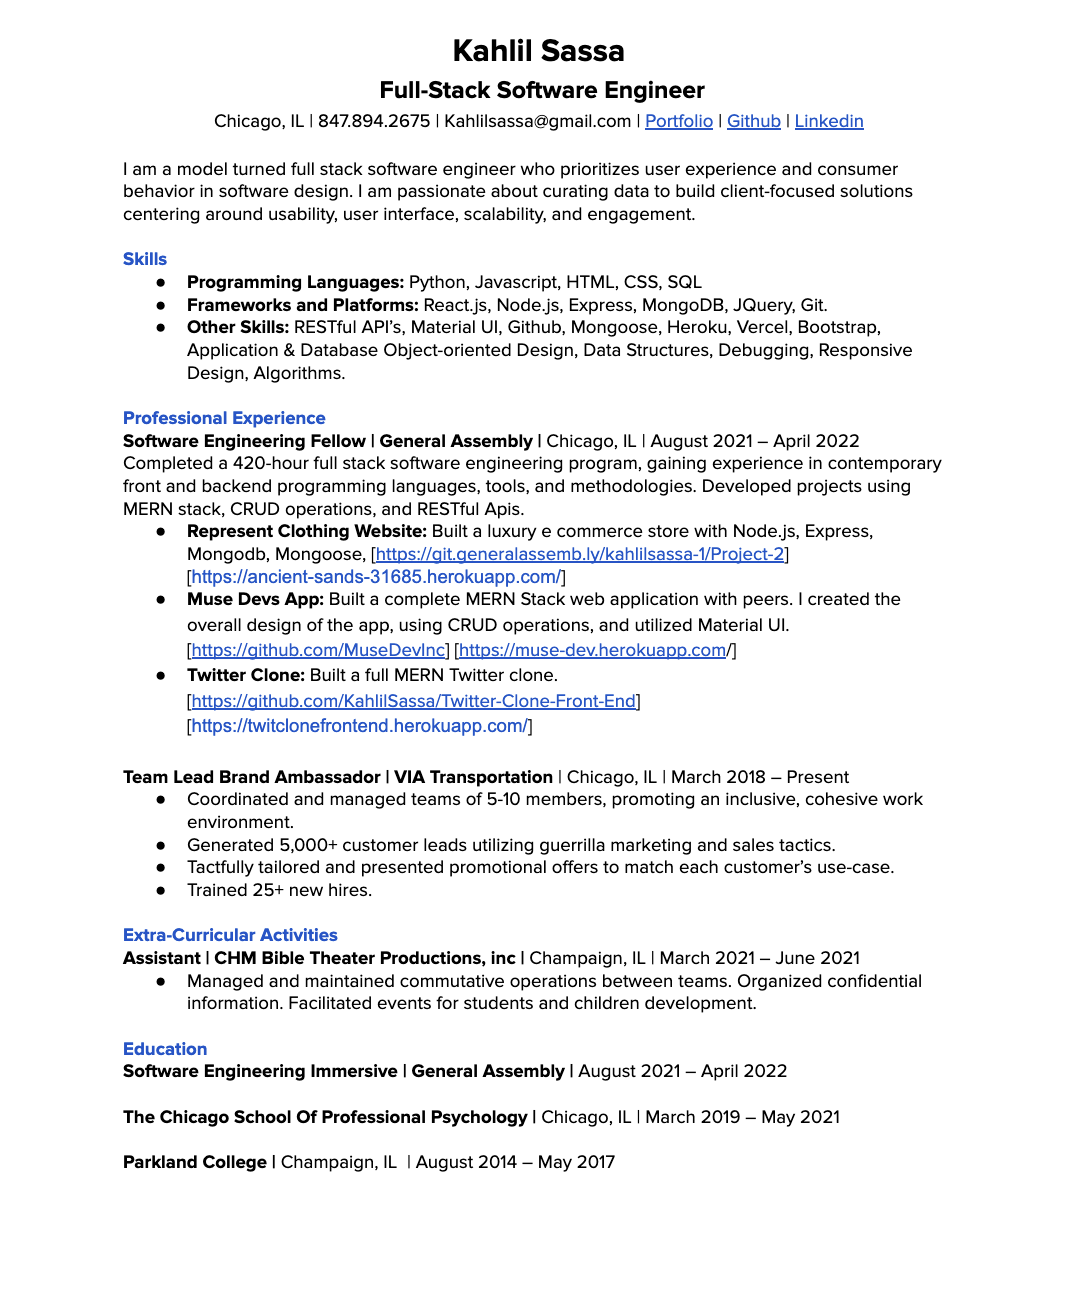 Kahlil Sassa
Full-Stack Software Engineer
Chicago, IL | 847.894.2675 | Kahlilsassa@gmail.com | Portfolio | Github | Linkedin
I am a model turned full stack software engineer who prioritizes user experience and consumer
behavior in software design. I am passionate about curating data to build client-focused solutions
centering around usability, user interface, scalability, and engagement.
Skills
● Programming Languages: Python, Javascript, HTML, CSS, SQL
● Frameworks and Platforms: React.js, Node.js, Express, MongoDB, JQuery, Git.
● Other Skills: RESTful API’s, Material UI, Github, Mongoose, Heroku, Vercel, Bootstrap,
Application & Database Object-oriented Design, Data Structures, Debugging, Responsive
Design, Algorithms.
Professional Experience
Software Engineering Fellow | General Assembly | Chicago, IL | August 2021 – April 2022
Completed a 420-hour full stack software engineering program, gaining experience in contemporary
front and backend programming languages, tools, and methodologies. Developed projects using
MERN stack, CRUD operations, and RESTful Apis.
● Represent Clothing Website: Built a luxury e commerce store with Node.js, Express,
Mongodb, Mongoose, [https://git.generalassemb.ly/kahlilsassa-1/Project-2]
[https://ancient-sands-31685.herokuapp.com/]
● Muse Devs App: Built a complete MERN Stack web application with peers. I created the
overall design of the app, using CRUD operations, and utilized Material UI.
[https://github.com/MuseDevInc] [https://muse-dev.herokuapp.com/]
● Twitter Clone: Built a full MERN Twitter clone.
[https://github.com/KahlilSassa/Twitter-Clone-Front-End]
[https://twitclonefrontend.herokuapp.com/]
Team Lead Brand Ambassador | VIA Transportation | Chicago, IL | March 2018 – Present
● Coordinated and managed teams of 5-10 members, promoting an inclusive, cohesive work
environment.
● Generated 5,000+ customer leads utilizing guerrilla marketing and sales tactics.
● Tactfully tailored and presented promotional offers to match each customer’s use-case.
● Trained 25+ new hires.
Extra-Curricular Activities
Assistant | CHM Bible Theater Productions, inc | Champaign, IL | March 2021 – June 2021
● Managed and maintained commutative operations between teams. Organized confidential
information. Facilitated events for students and children development.
Education
Software Engineering Immersive | General Assembly | August 2021 – April 2022
The Chicago School Of Professional Psychology | Chicago, IL | March 2019 – May 2021
Parkland College | Champaign, IL | August 2014 – May 2017